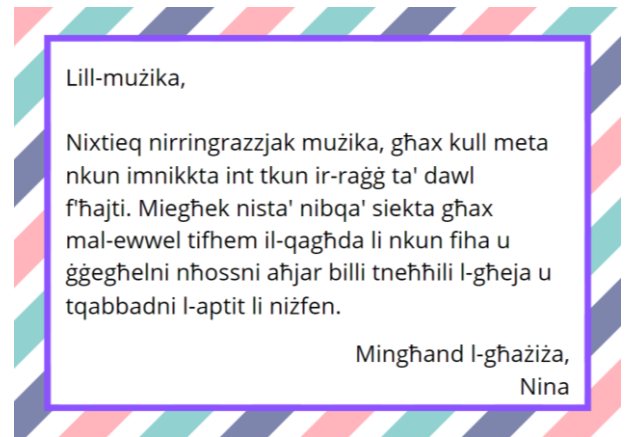 Lill-mużika,
Nixtieq nirringrazzjak mużika, għax kull meta
nkun imnikkta int tkun ir-raġġ ta' dawl
f'ħajti. Miegħek nista' nibqa' siekta għax
mal-ewwel tifhem il-qagħda li nkun fiha u
ġġegħelni nħossni aħjar billi tneħħili l-għeja u
tqabbadni l-aptit li niżfen.
Mingħand l-għażiża,
Nina